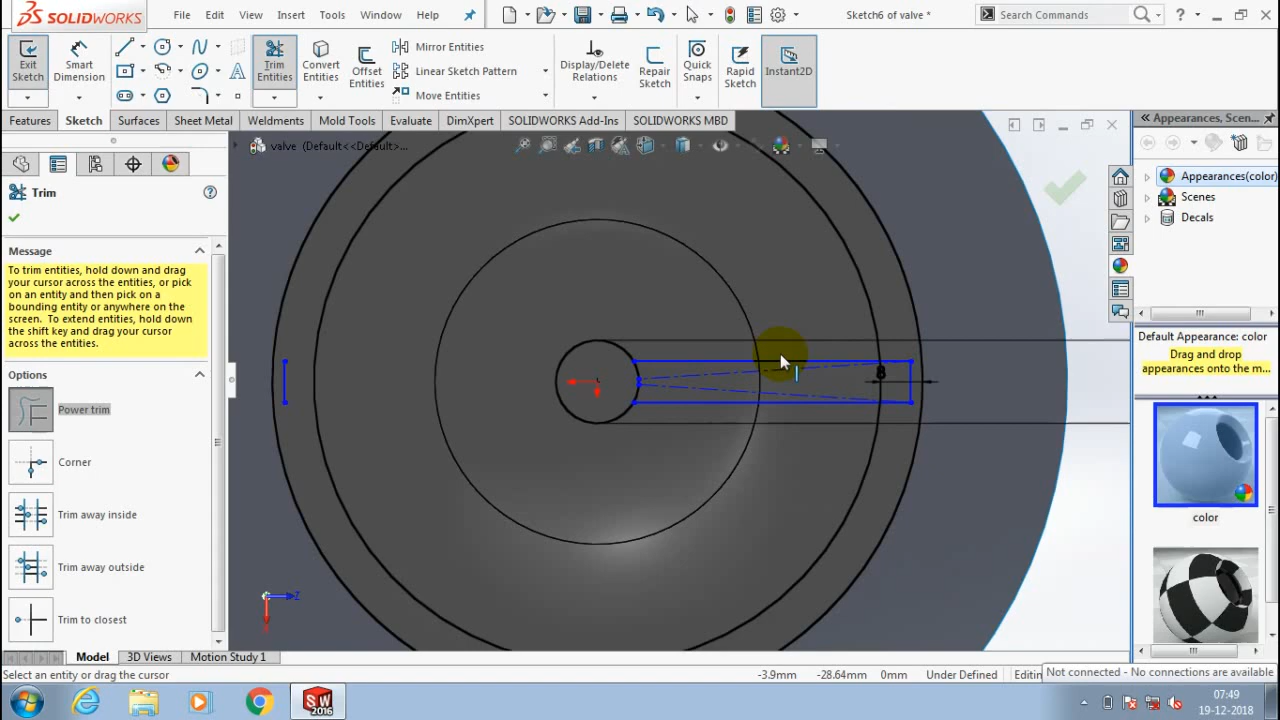 SOLIDWORKS
File Edit View Insert Tools Window Help
Sketch6 of valve *
Search Commands
?
Exit Sketch
Smart Dimension
Trim Entities
Convert Entities
Offset Entities
Mirror Entities
Linear Sketch Pattern
Move Entities
Display/Delete Relations
Repair Sketch
Quick Snaps
Rapid Sketch
Instant2D
Features Sketch Surfaces Sheet Metal Weldments Mold Tools Evaluate DimXpert SOLIDWORKS Add-Ins SOLIDWORKS MBD
valve (Default<<Default>...
Appearances, Scen...
Trim
Message
To trim entities, hold down and drag
your cursor across the entities, or pick
on an entity and then pick on a
bounding entity or anywhere on the
screen. To extend entities, hold down
the shift key and drag your cursor
across the entities.
Options
Power trim
Corner
Trim away inside
Trim away outside
Trim to closest
8
Z
Appearances(color)
Scenes
Decals
Default Appearance: color
Drag and drop
appearances onto the m...
color
Model 3D Views Motion Study 1
Select an entity or drag the cursor
-3.9mm -28.64mm 0mm Under Defined Editin
Not connected - No connections are available
SW
2016
07:49
19-12-2018